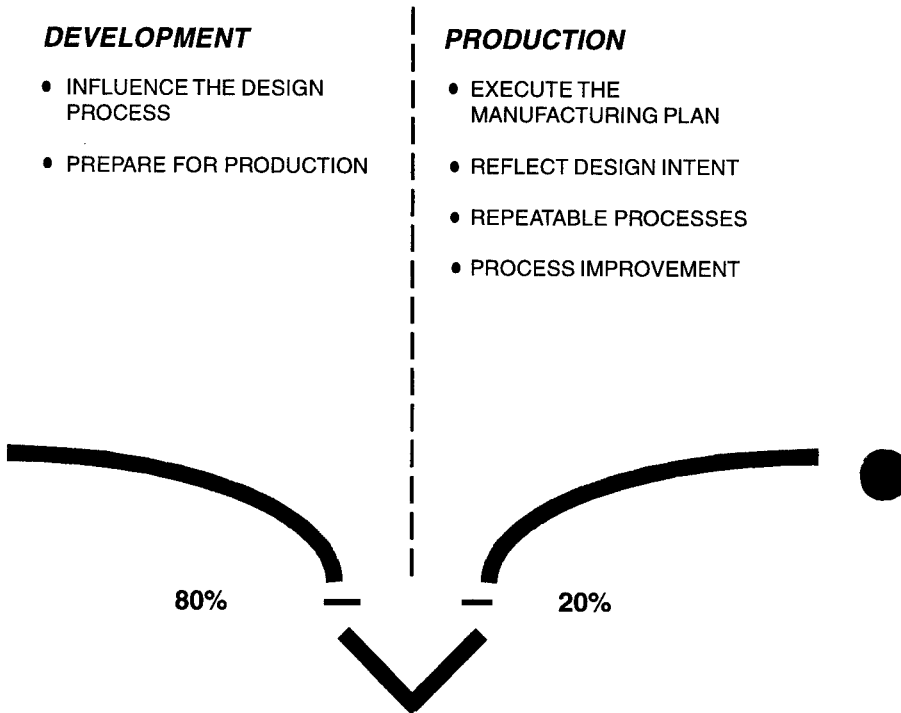 DEVELOPMENT
• INFLUENCE THE DESIGN
PROCESS
• PREPARE FOR PRODUCTION
PRODUCTION
• EXECUTE THE
MANUFACTURING PLAN
• REFLECT DESIGN INTENT
• REPEATABLE PROCESSES
• PROCESS IMPROVEMENT
80%
20%